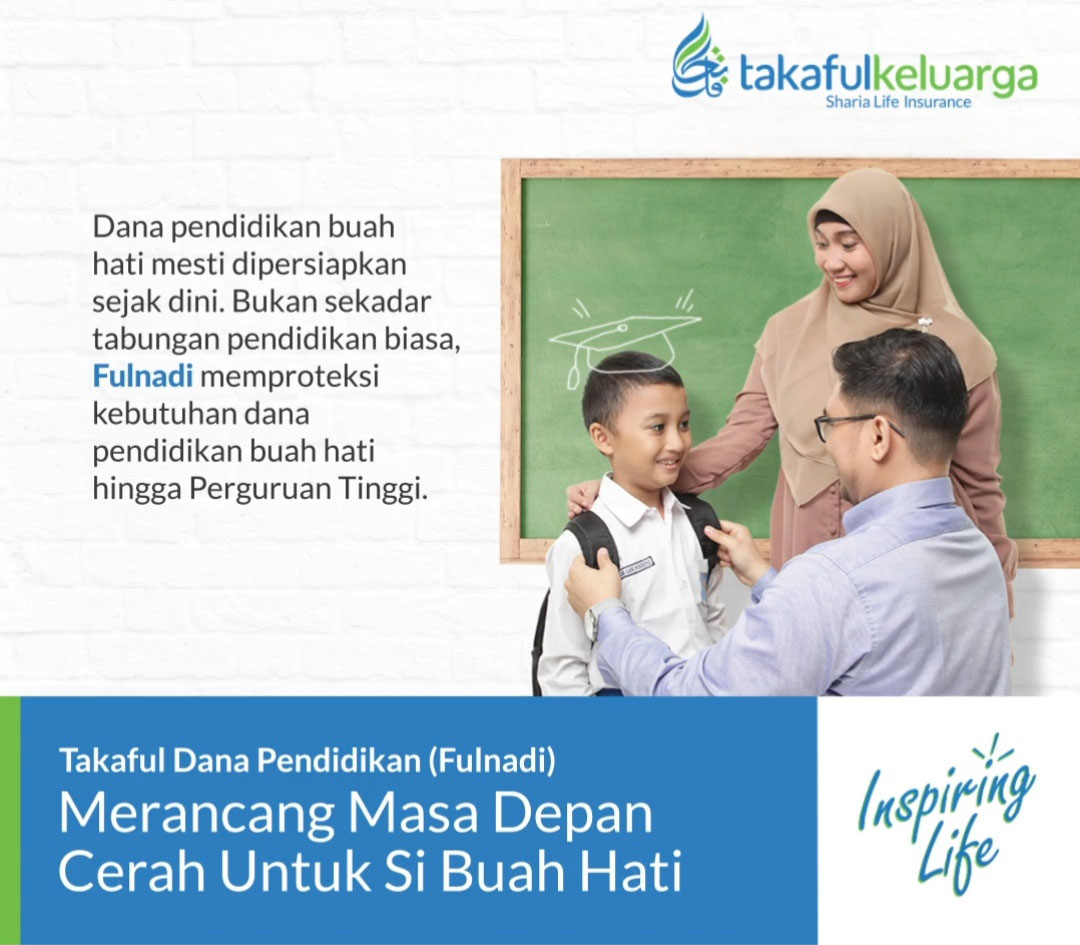 takafulkeluarga
Sharia Life Insurance
Dana pendidikan buah
hati mesti dipersiapkan
sejak dini. Bukan sekadar
tabungan pendidikan biasa,
Fulnadi memproteksi
kebutuhan dana
pendidikan buah hati
hingga Perguruan Tinggi.
Takaful Dana Pendidikan (Fulnadi)
Merancang Masa Depan
Cerah Untuk Si Buah Hati
Inspiring
Life